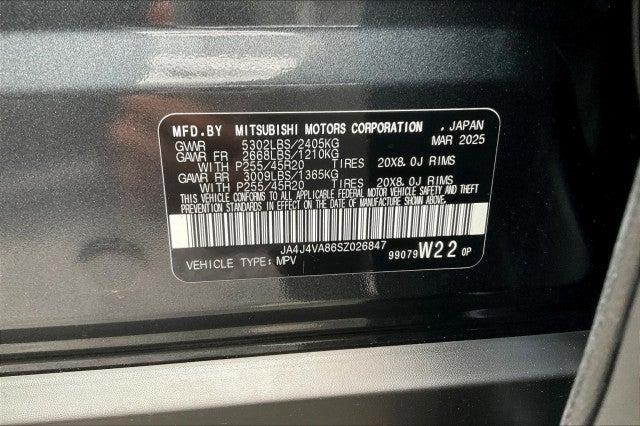 MFD.BY MITSUBISHI MOTORS CORPORATION . JAPAN
GVWR 5302LBS/2405KG MAR 2025
GAWR FR 2668LBS/1210KG
WITH P255/45R20 TIRES 20X8.0J RIMS
GAWR RR 3009LBS/1365KG
WITH P255/45R20 TIRES 20X8.0J RIMS
THIS VEHICLE CONFORMS TO ALL APPLICABLE FEDERAL MOTOR VEHICLE SAFETY AND THEFT
PREVENTION STANDARDS IN EFFECT ON THE DATE OF MANUFACTURE SHOWN ABOVE.
JA4J4VA86SZ026847
VEHICLE TYPE: MPV 99079 W22 0P